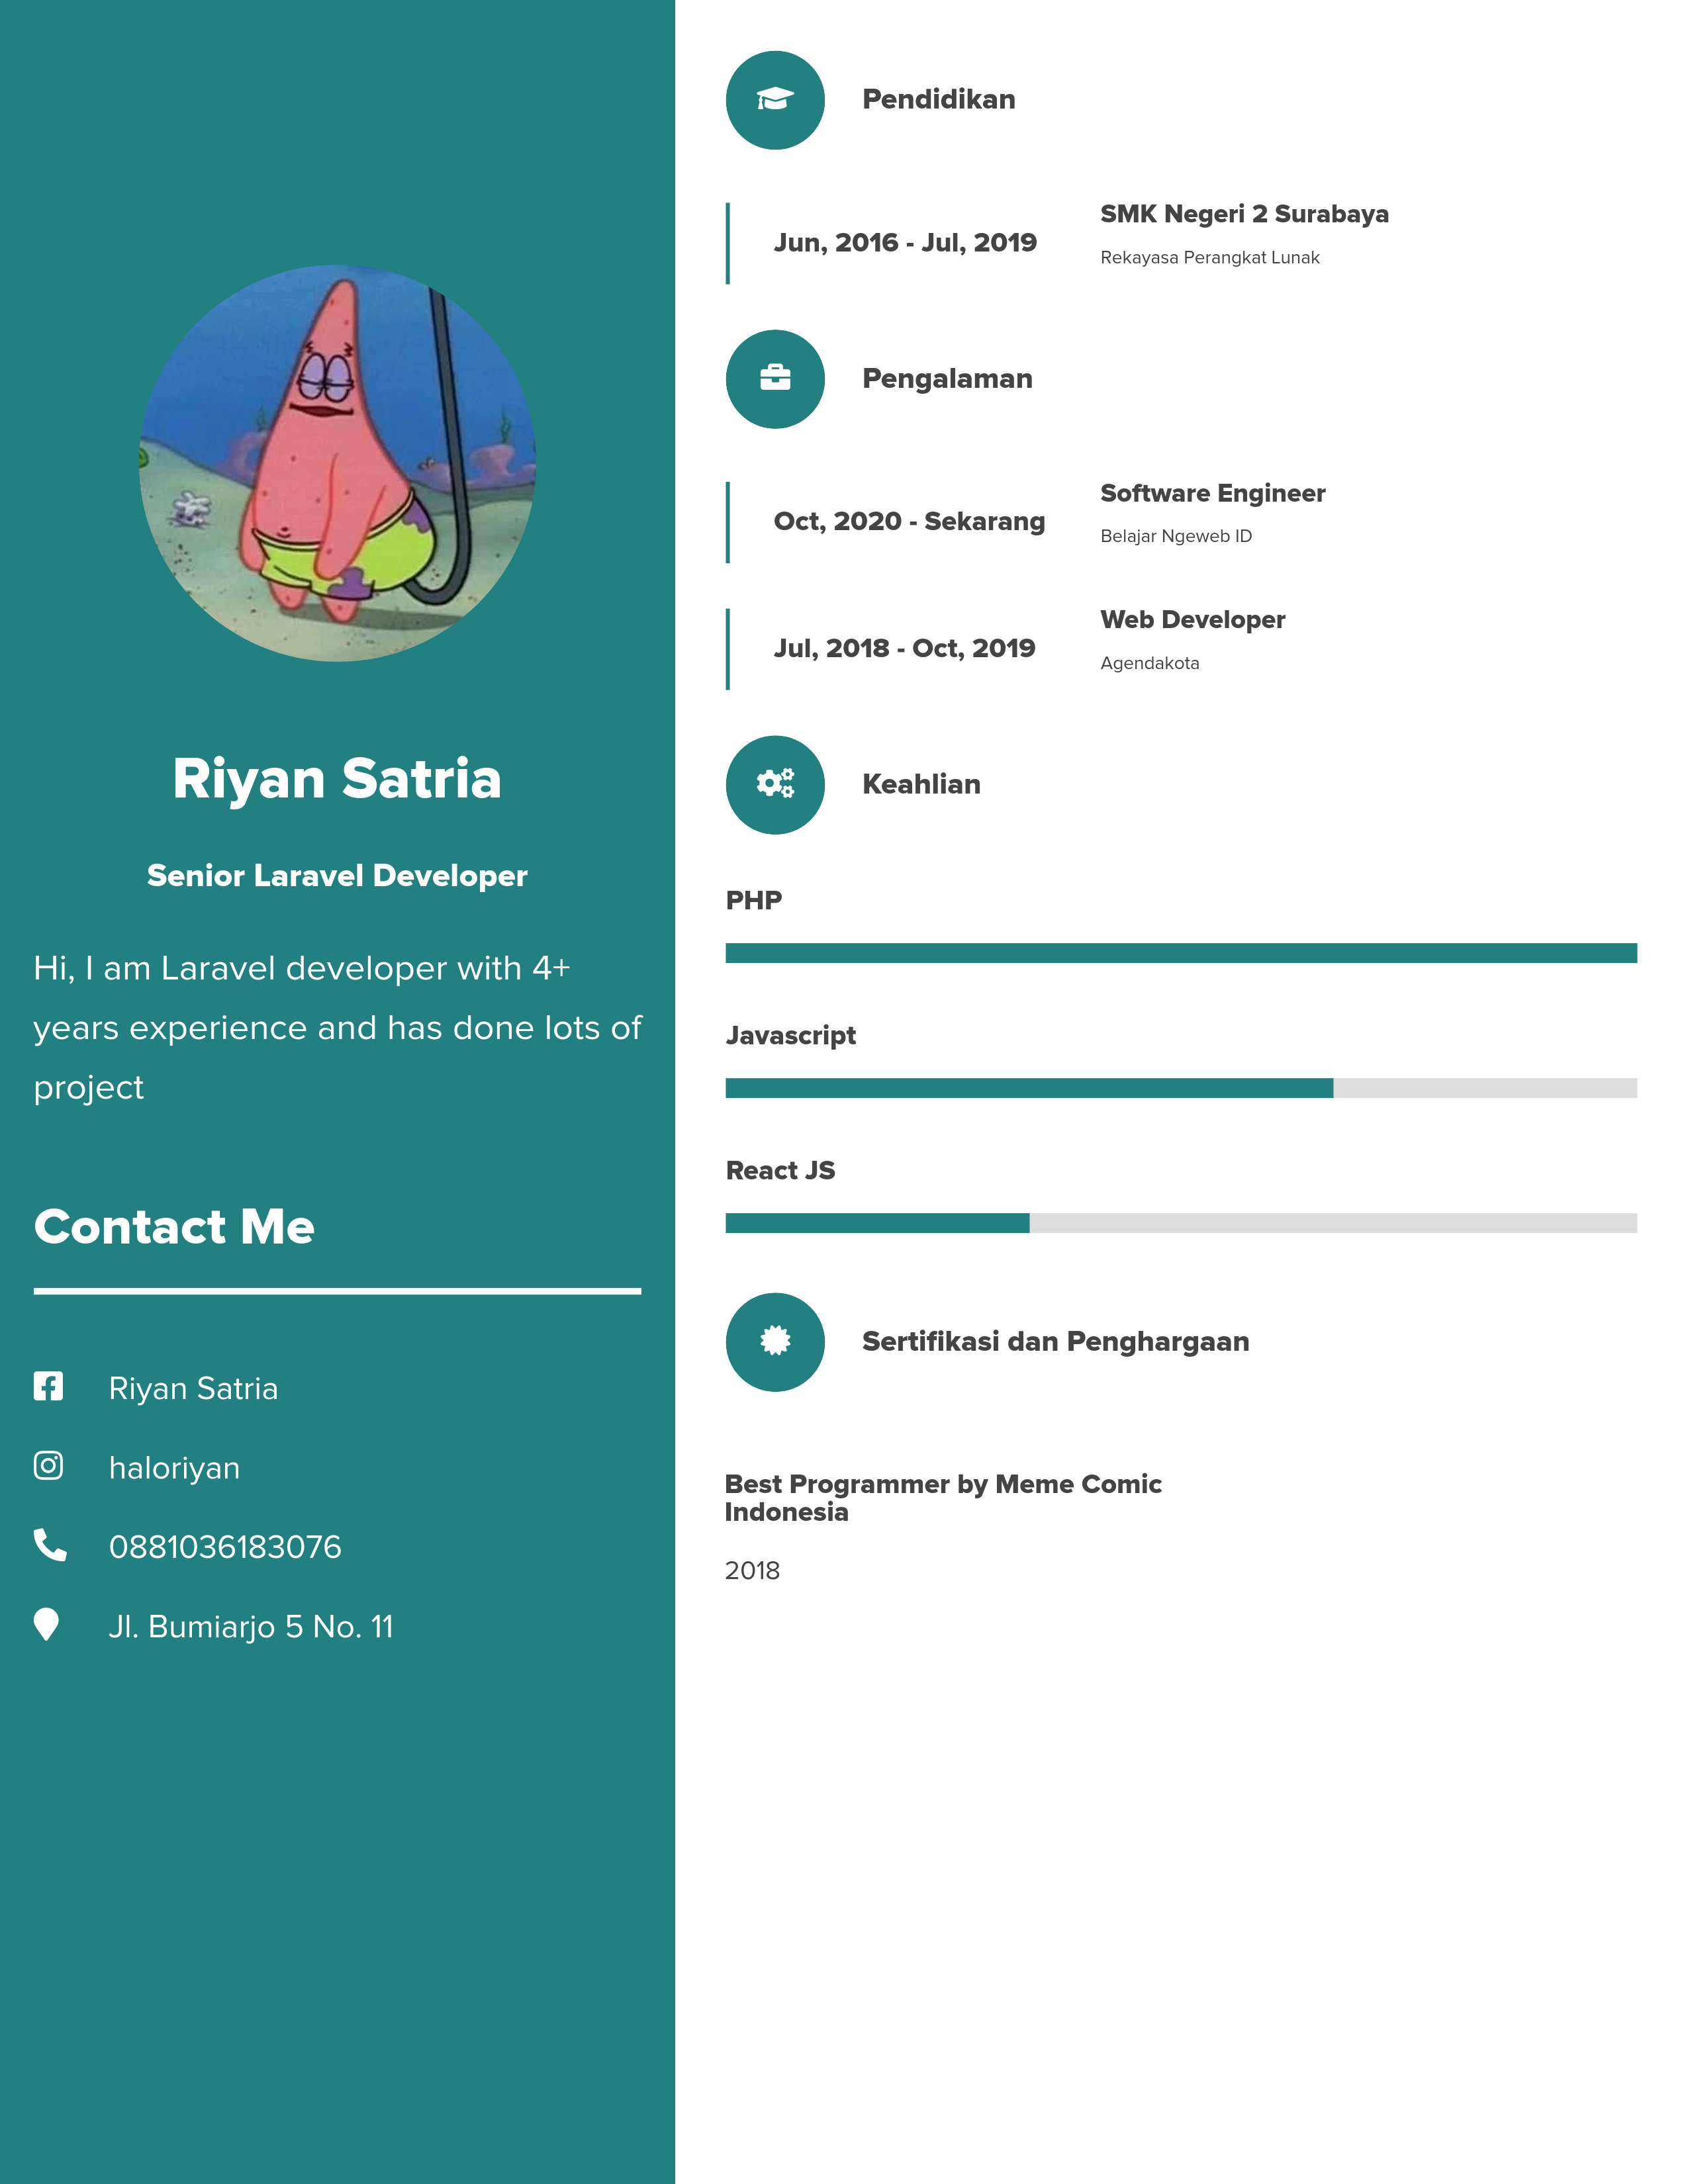 Riyan Satria
Senior Laravel Developer
Hi, I am Laravel developer with 4+
years experience and has done lots of
project
Contact Me
Riyan Satria
haloriyan
0881036183076
Jl. Bumiarjo 5 No. 11
Pendidikan
Jun, 2016 - Jul, 2019
SMK Negeri 2 Surabaya
Rekayasa Perangkat Lunak
Pengalaman
Oct, 2020 - Sekarang
Software Engineer
Belajar Ngeweb ID
Jul, 2018 - Oct, 2019
Web Developer
Agendakota
Keahlian
PHP
Javascript
React JS
Sertifikasi dan Penghargaan
Best Programmer by Meme Comic
Indonesia
2018